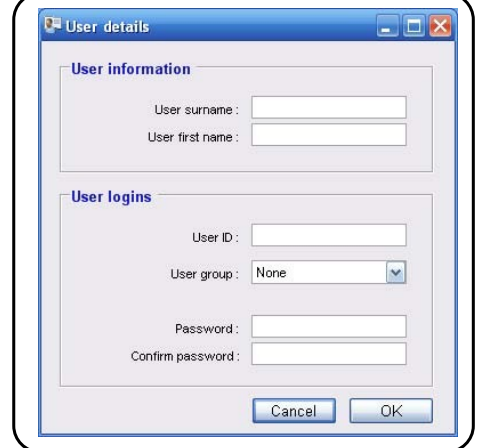 User details
User information
User surname :
User first name :
User logins
User ID :
User group : None
Password :
Confirm password :
Cancel OK